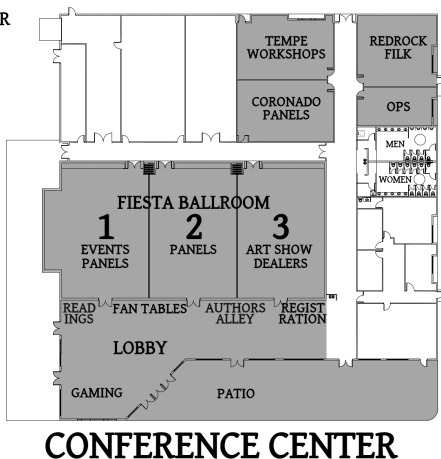 R
TEMPE
WORKSHOPS
REDROCK
FILK
CORONADO
PANELS
OPS
MEN
WOMEN
FIESTA BALLROOM
1
EVENTS
PANELS
2
PANELS
3
ART SHOW
DEALERS
READ
INGS
FAN TABLES
AUTHORS
ALLEY
REGIST
RATION
LOBBY
GAMING
PATIO
CONFERENCE CENTER